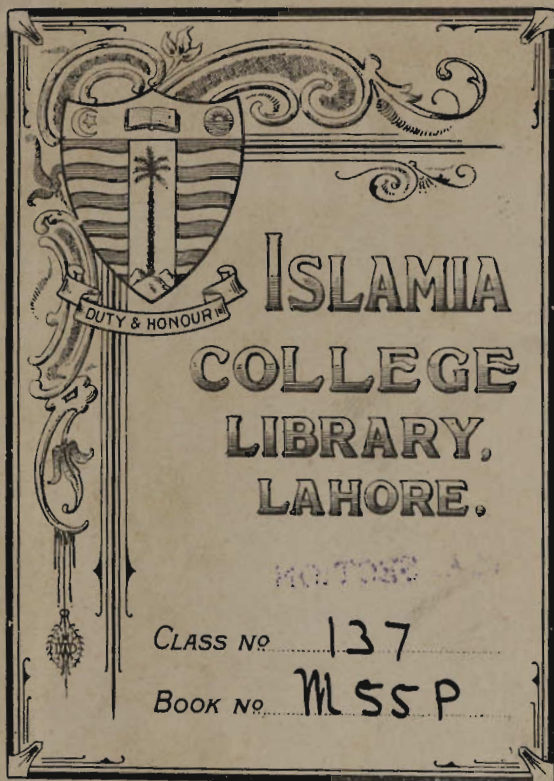 DUTY & HONOUR
ISLAMIA
COLLEGE
LIBRARY,
LAHORE.
CLASS No 137
BOOK No M55P